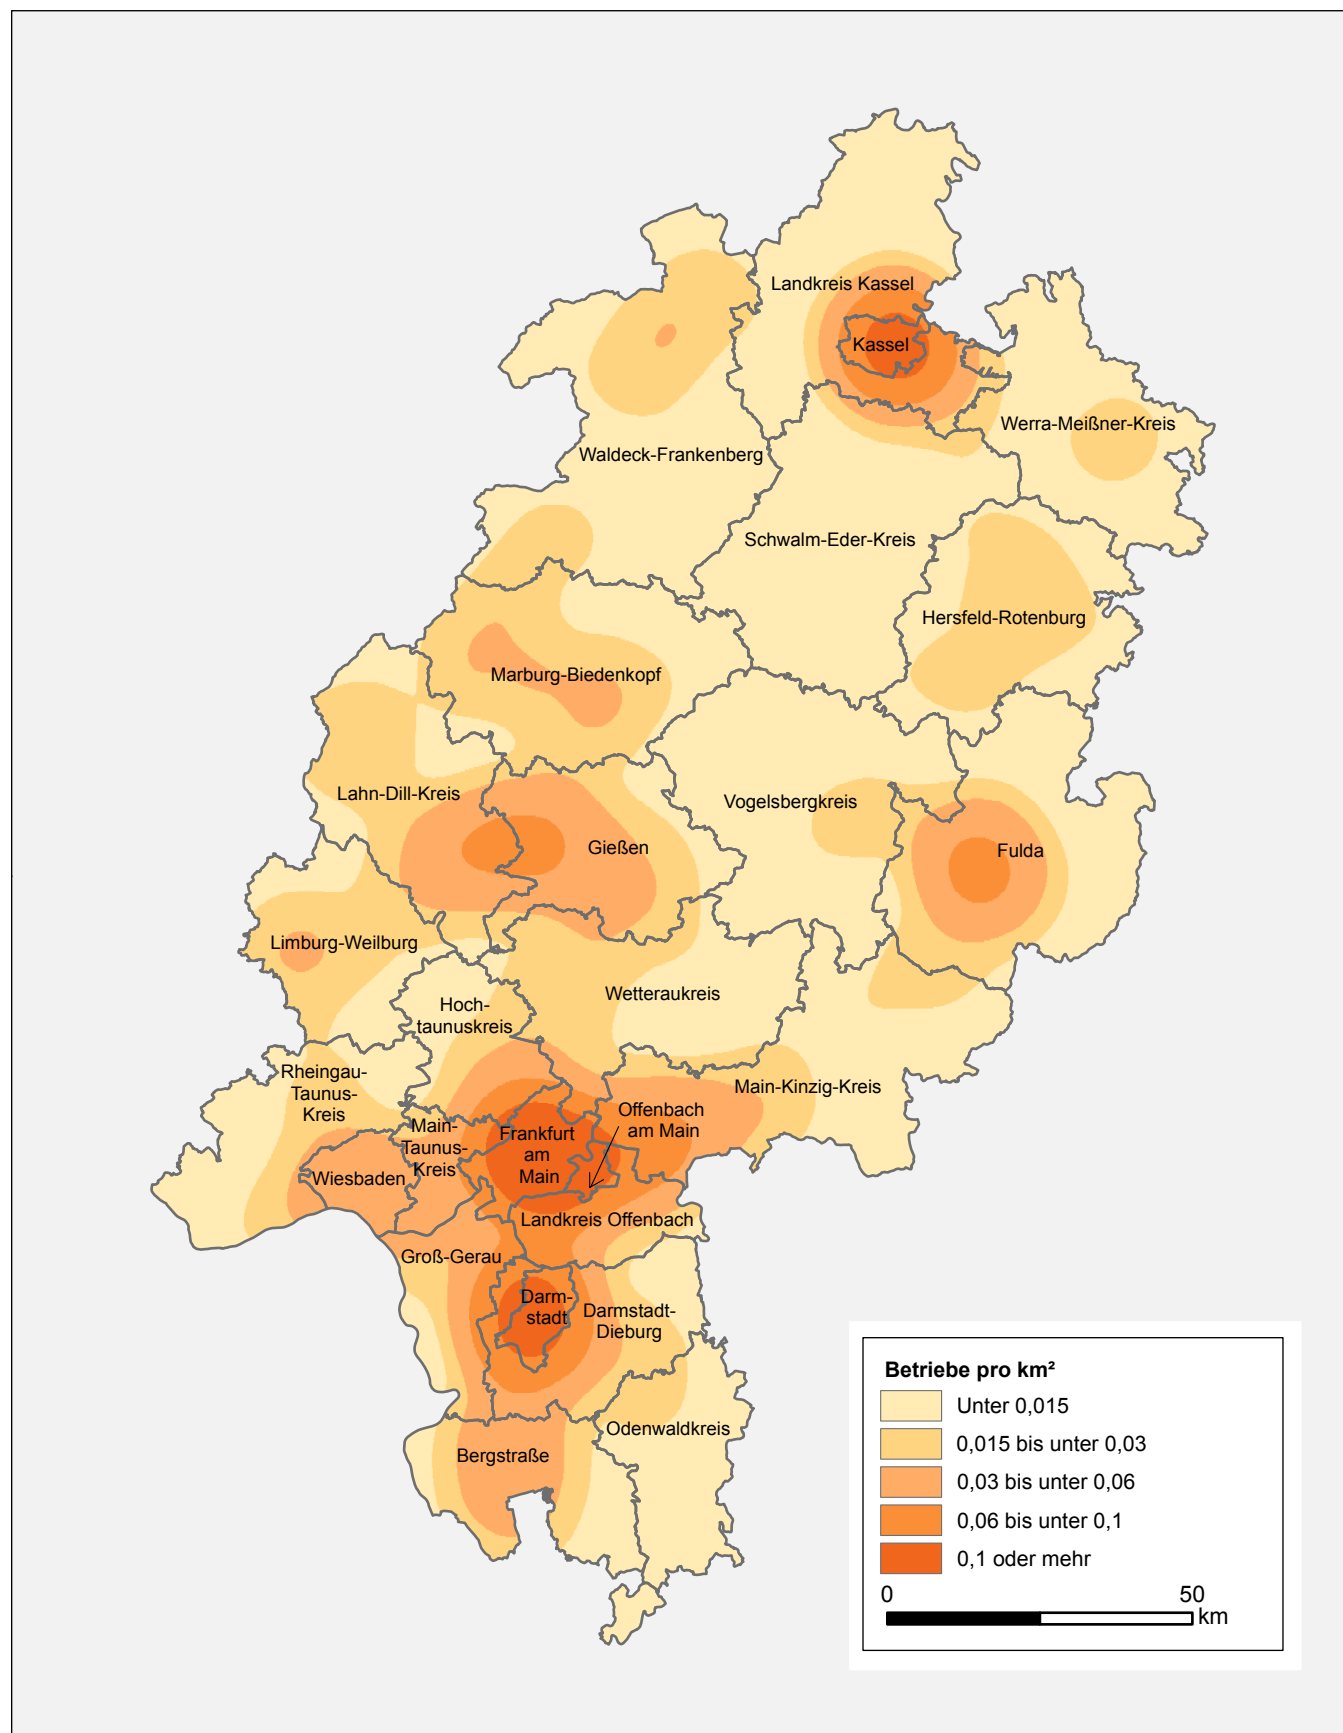 Landkreis Kassel
Kassel
Werra-Meißner-Kreis
Waldeck-Frankenberg
Schwalm-Eder-Kreis
Hersfeld-Rotenburg
Marburg-Biedenkopf
Lahn-Dill-Kreis
Vogelsbergkreis
Gießen
Fulda
Limburg-Weilburg
Wetteraukreis
Hoch-
taunuskreis
Rheingau-
Taunus-
Kreis
Main-Kinzig-Kreis
Offenbach
am Main
Main-
Taunus-
Kreis
Frankfurt
am
Main
Wiesbaden
Landkreis Offenbach
Groß-Gerau
Darm-
stadt
Darmstadt-
Dieburg
Odenwaldkreis
Bergstraße
Betriebe pro km²
Unter 0,015
0,015 bis unter 0,03
0,03 bis unter 0,06
0,06 bis unter 0,1
0,1 oder mehr
0 50
km